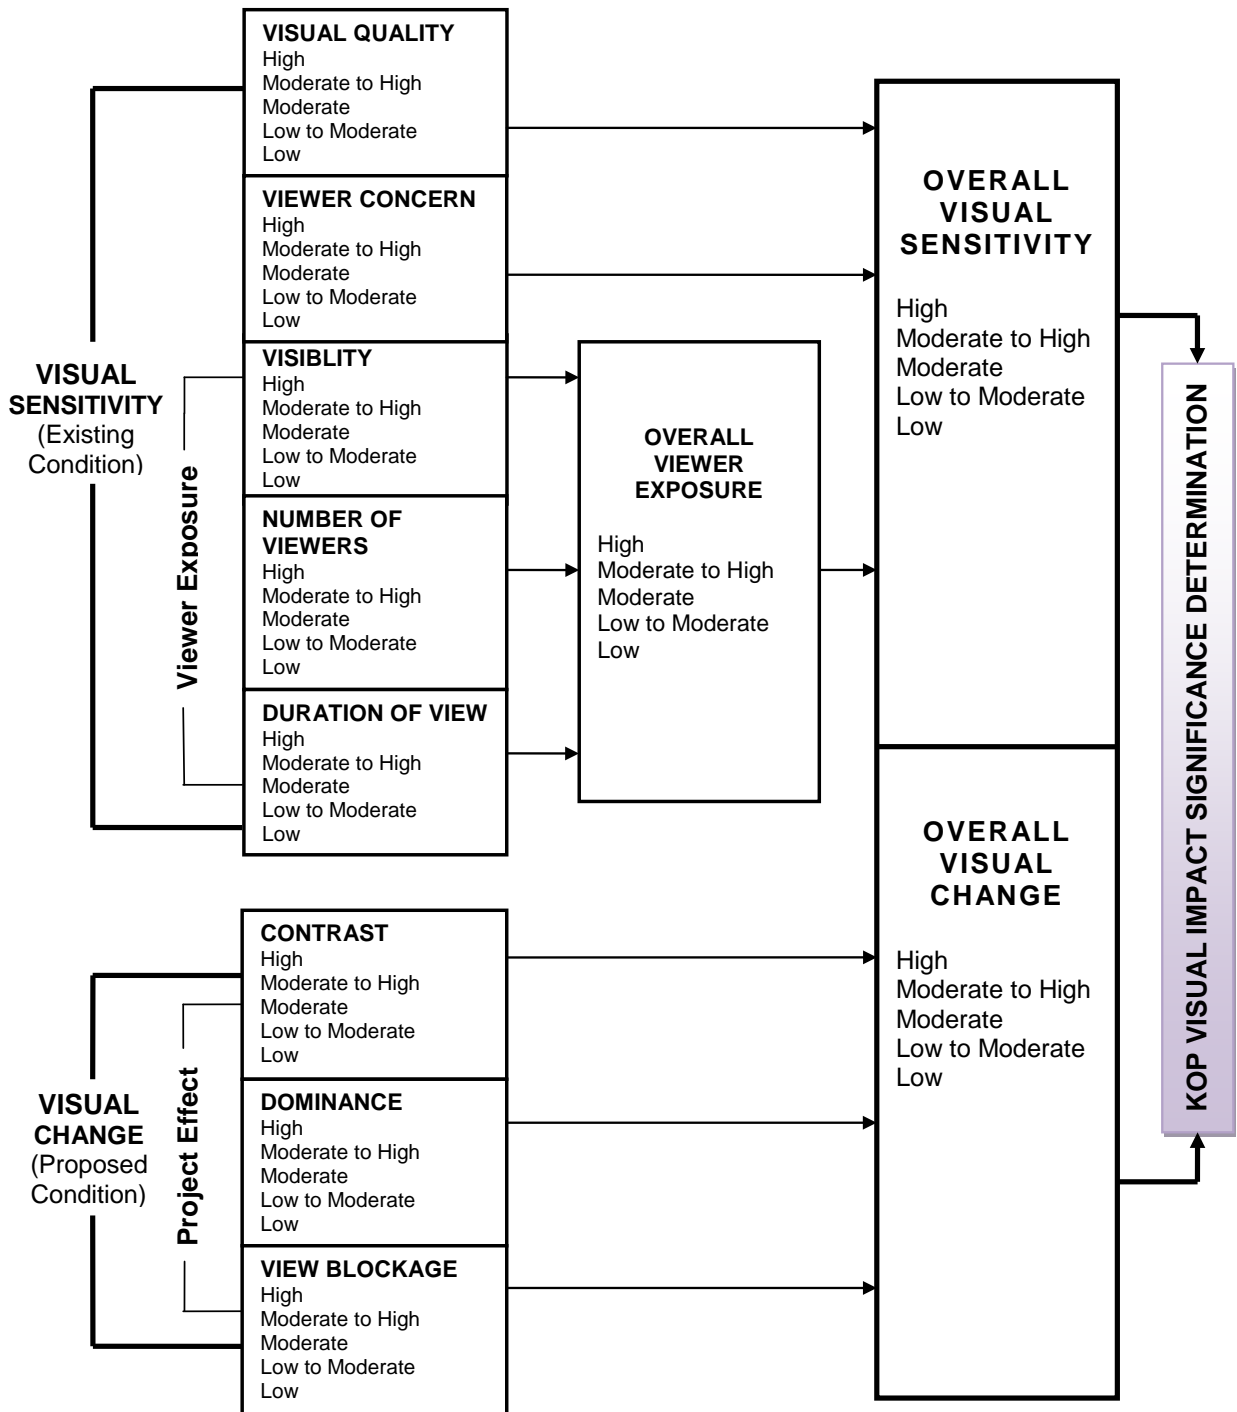 VISUAL QUALITY
High
Moderate to High
Moderate
Low to Moderate
Low
VIEWER CONCERN
High
Moderate to High
Moderate
Low to Moderate
Low
VISIBLITY
High
Moderate to High
Moderate
Low to Moderate
Low
NUMBER OF
VIEWERS
High
Moderate to High
Moderate
Low to Moderate
Low
DURATION OF VIEW
High
Moderate to High
Moderate
Low to Moderate
Low
VISUAL
SENSITIVITY
(Existing
Condition)
Viewer Exposure
OVERALL
VIEWER
EXPOSURE
High
Moderate to High
Moderate
Low to Moderate
Low
OVERALL
VISUAL
SENSITIVITY
High
Moderate to High
Moderate
Low to Moderate
Low
CONTRAST
High
Moderate to High
Moderate
Low to Moderate
Low
DOMINANCE
High
Moderate to High
Moderate
Low to Moderate
Low
VIEW BLOCKAGE
High
Moderate to High
Moderate
Low to Moderate
Low
VISUAL
CHANGE
(Proposed
Condition)
Project Effect
OVERALL
VISUAL
CHANGE
High
Moderate to High
Moderate
Low to Moderate
Low
KOP VISUAL IMPACT SIGNIFICANCE DETERMINATION